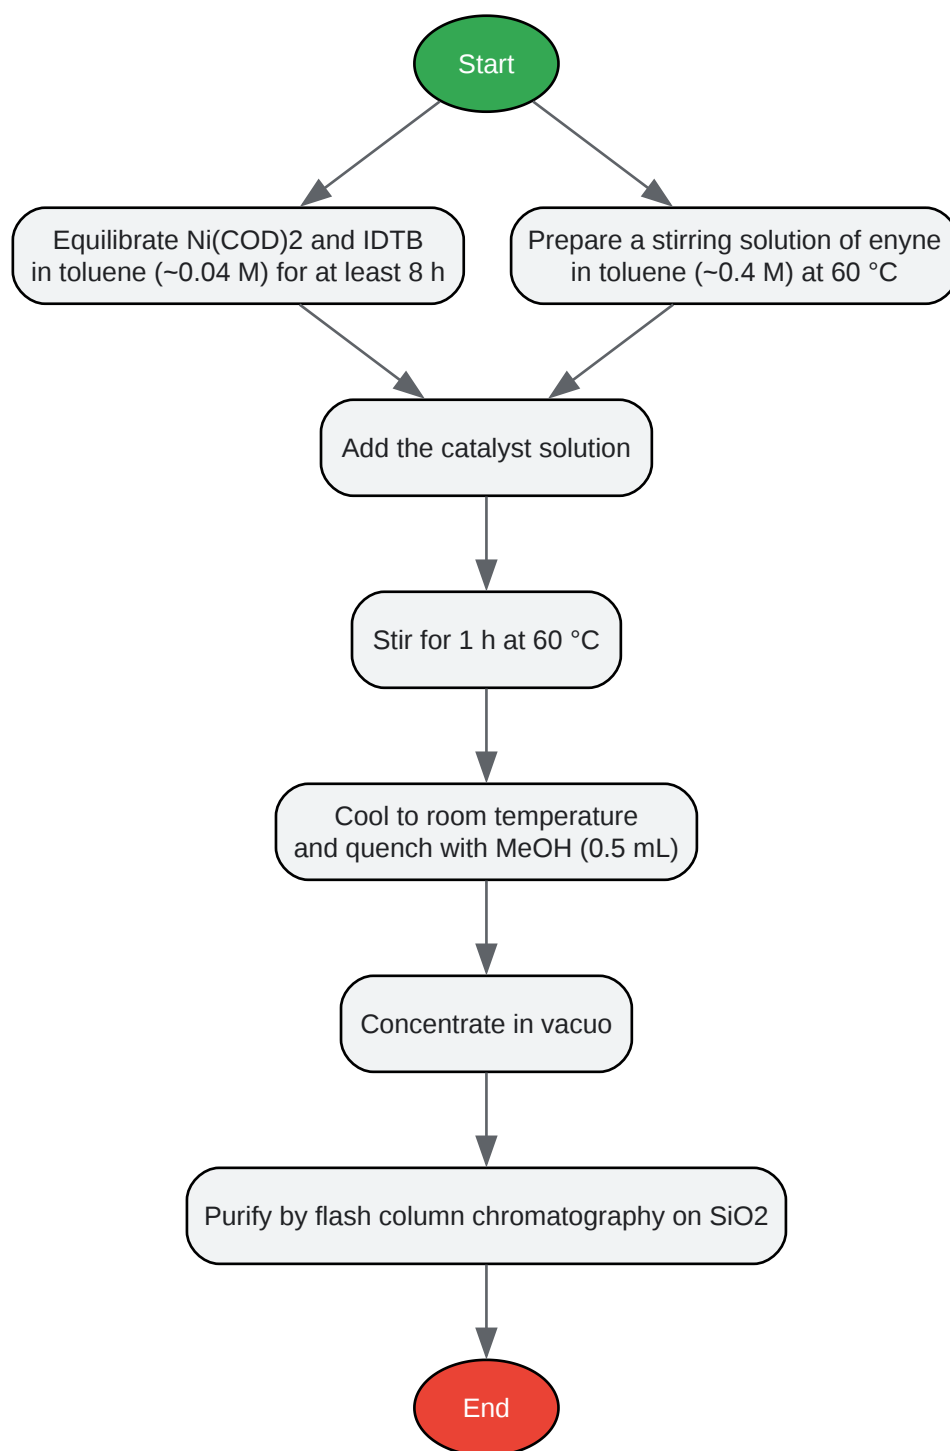 Start
Equilibrate Ni(COD)2 and IDTB
in toluene (~0.04 M) for at least 8 h
Prepare a stirring solution of enyne
in toluene (~0.4 M) at 60 °C
Add the catalyst solution
Stir for 1 h at 60 °C
Cool to room temperature
and quench with MeOH (0.5 mL)
Concentrate in vacuo
Purify by flash column chromatography on SiO2
End